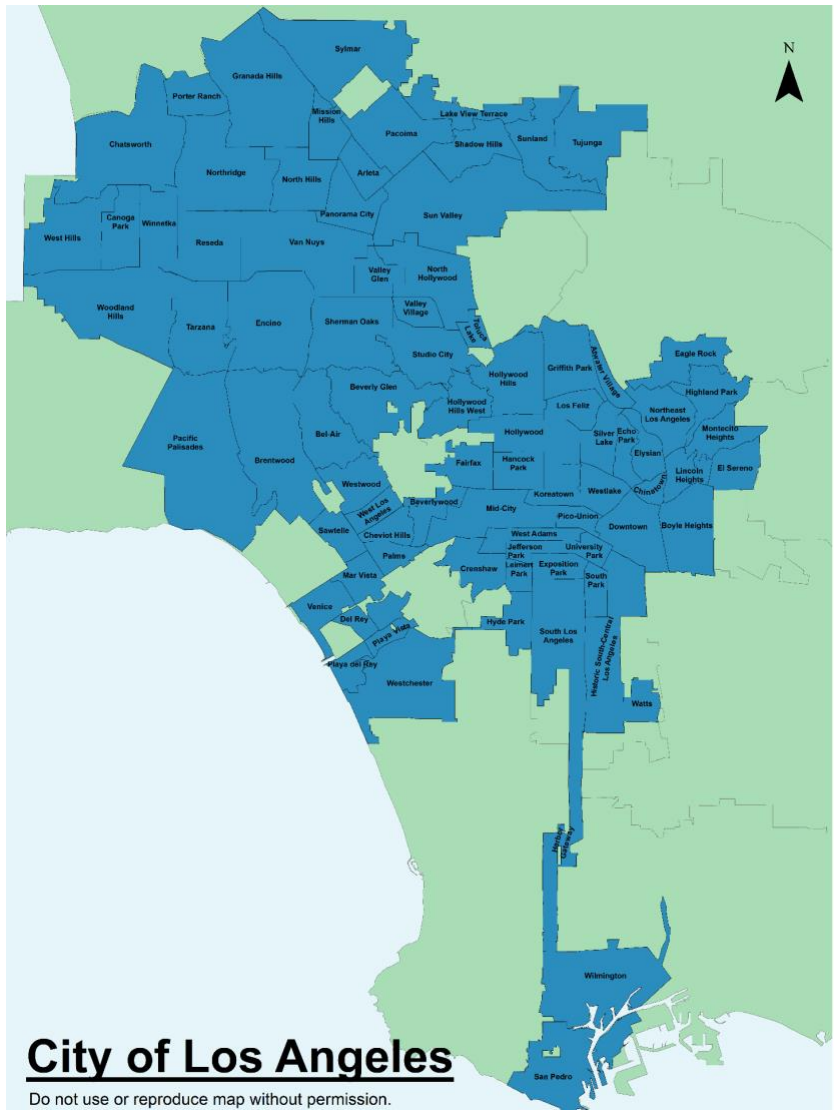 N
Sylmar
Granada Hills
Porter Ranch
Mission
Hills
Lake View Terrace
Pacoima
Sunland
Tujunga
Chatsworth
Shadow Hills
Northridge
North Hills
Arleta
Panorama City
Sun Valley
Canoga
Park
Winnetka
West Hills
Reseda
Van Nuys
Valley
Glen
North
Hollywood
Woodland
Hills
Tarzana
Encino
Sherman Oaks
Valley
Village
Toluca
Lake
Studio City
Hollywood
Hills
Griffith Park
Atwater Village
Eagle Rock
Beverly Glen
Hollywood
Hills West
Highland Park
Los Feliz
Northeast
Los Angeles
Montecito
Heights
Pacific
Palisades
Bel-Air
Hollywood
Silver
Lake
Echo
Park
Elysian
Brentwood
Fairfax
Hancock
Park
Lincoln
Heights
El Sereno
Westwood
West Los
Angeles
Beverlywood
Koreatown
Westlake
Chinatown
Mid-City
Pico-Union
Sawtelle
Cheviot Hills
West Adams
Downtown
Boyle Heights
Palms
Jefferson
Park
University
Park
Mar Vista
Crenshaw
Leimert
Park
Exposition
Park
South
Park
Venice
Del Rey
Playa Vista
Hyde Park
South Los
Angeles
Historic South-Central
Los Angeles
Playa del Rey
Westchester
Watts
Harbor
Gateway
Wilmington
San Pedro
City of Los Angeles
Do not use or reproduce map without permission.